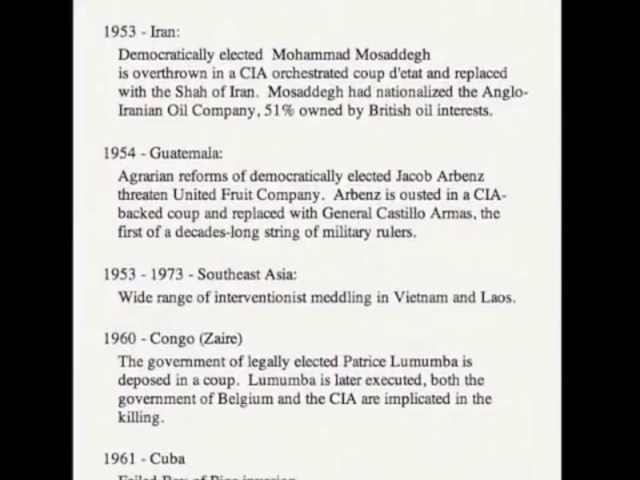 1953 - Iran:
Democratically elected Mohammad Mosaddegh
is overthrown in a CIA orchestrated coup d'etat and replaced
with the Shah of Iran. Mosaddegh had nationalized the Anglo-
Iranian Oil Company, 51% owned by British oil interests.
1954 - Guatemala:
Agrarian reforms of democratically elected Jacob Arbenz
threaten United Fruit Company. Arbenz is ousted in a CIA-
backed coup and replaced with General Castillo Armas, the
first of a decades-long string of military rulers.
1953 - 1973 - Southeast Asia:
Wide range of interventionist meddling in Vietnam and Laos.
1960 - Congo (Zaire)
The government of legally elected Patrice Lumumba is
deposed in a coup. Lumumba is later executed, both the
government of Belgium and the CIA are implicated in the
killing.
1961 - Cuba
Failed Bay of Pigs invasion